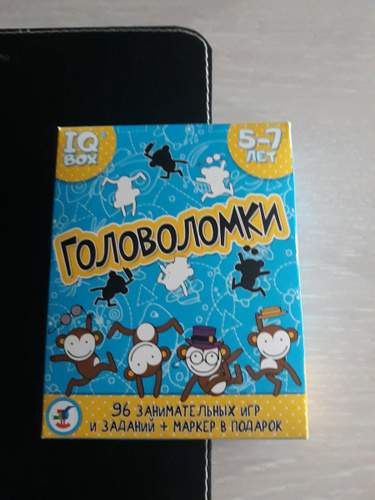 IQ
BOX
5-7
ЛЕТ
ГОЛОВОЛОМКИ
96 ЗАНИМАТЕЛЬНЫХ ИГР
И ЗАДАНИЙ + МАРКЕР В ПОДАРОК